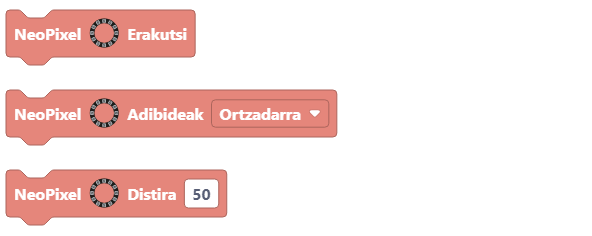 NeoPixel Erakutsi
NeoPixel Adibideak Ortzadarra
NeoPixel Distira 50